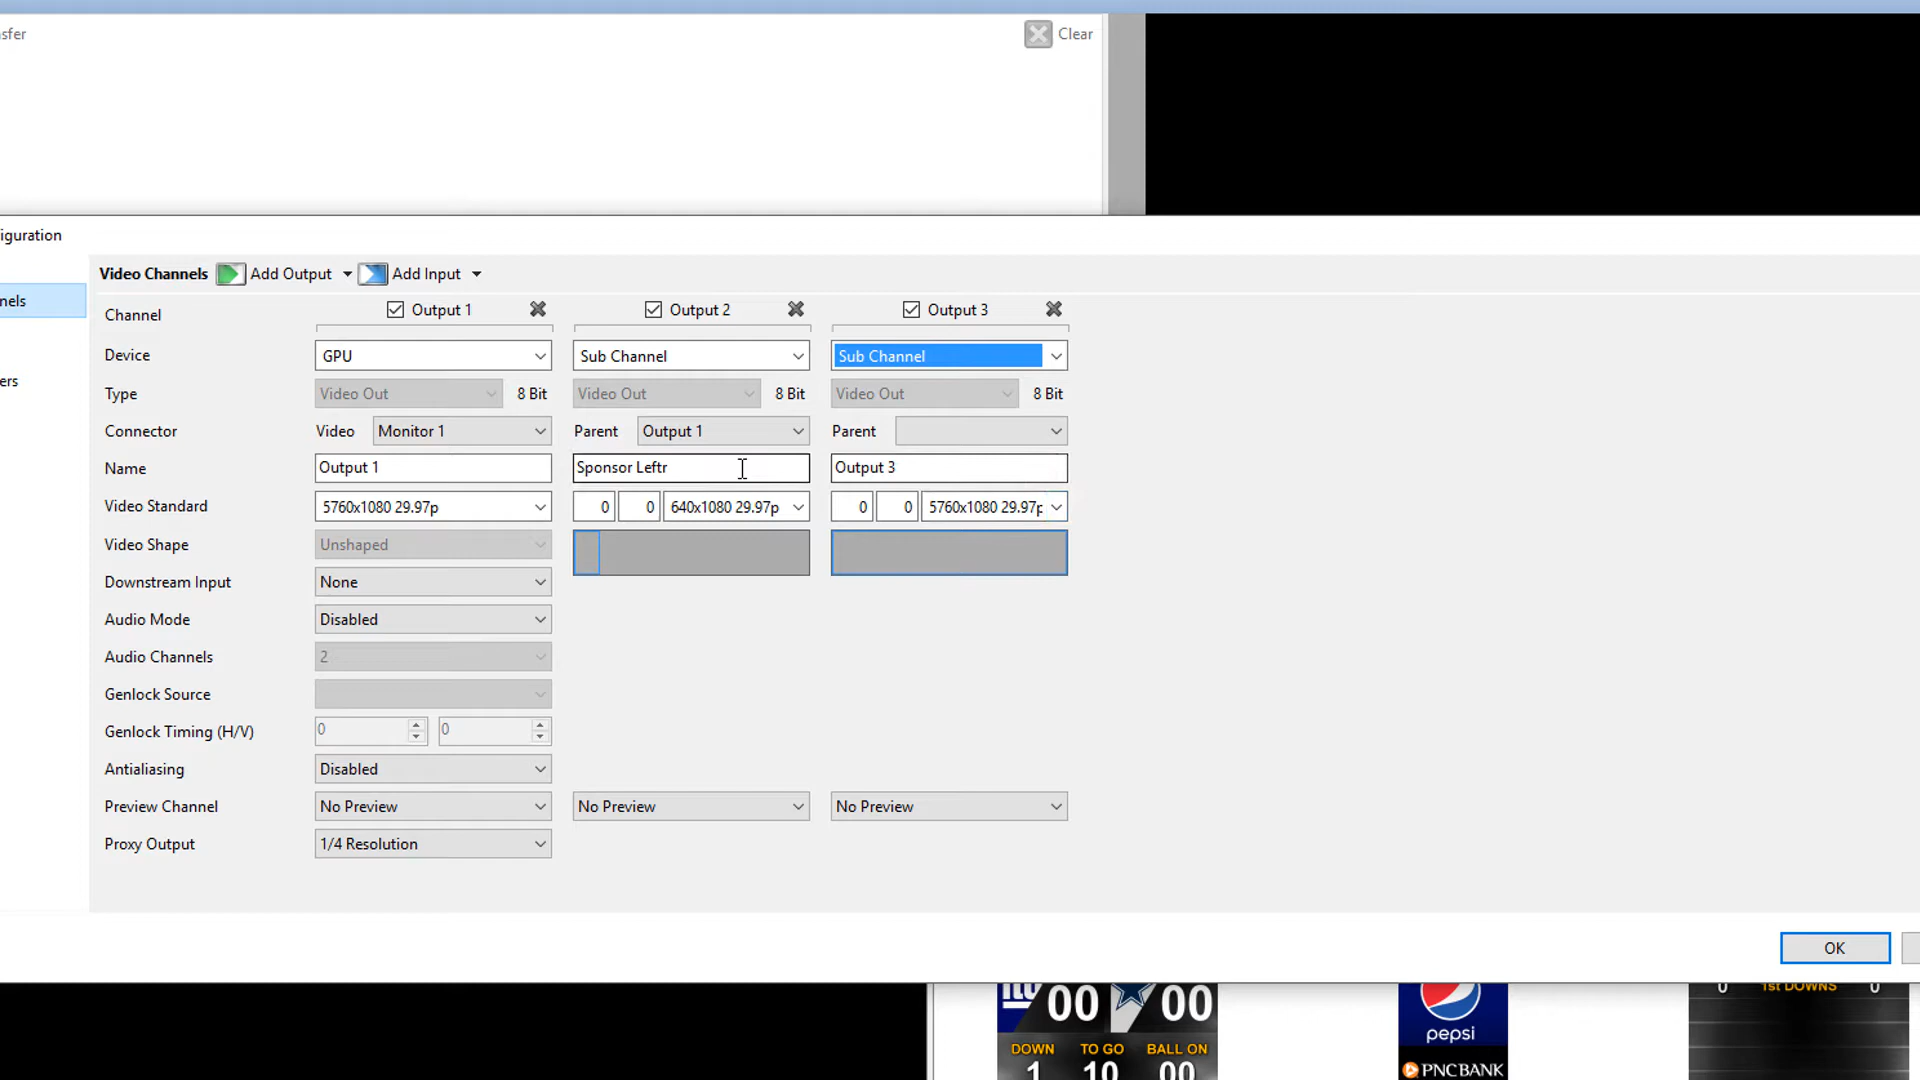 sfer
Clear
iguration
Video Channels Add Output Add Input
nels
Channel Output 1 Output 2 Output 3
Device GPU Sub Channel Sub Channel
ers
Type Video Out 8 Bit Video Out 8 Bit Video Out 8 Bit
Connector Video Monitor 1 Parent Output 1 Parent
Name Output 1 Sponsor Leftr Output 3
Video Standard 5760x1080 29.97p 0 0 640x1080 29.97p 0 0 5760x1080 29.97p
Video Shape Unshaped
Downstream Input None
Audio Mode Disabled
Audio Channels 2
Genlock Source
Genlock Timing (H/V) 0 0
Antialiasing Disabled
Preview Channel No Preview No Preview No Preview
Proxy Output 1/4 Resolution
OK
00 00
DOWN TO GO BALL ON
1 10 00
pepsi
PNCBANK
0 1st DOWNS 0